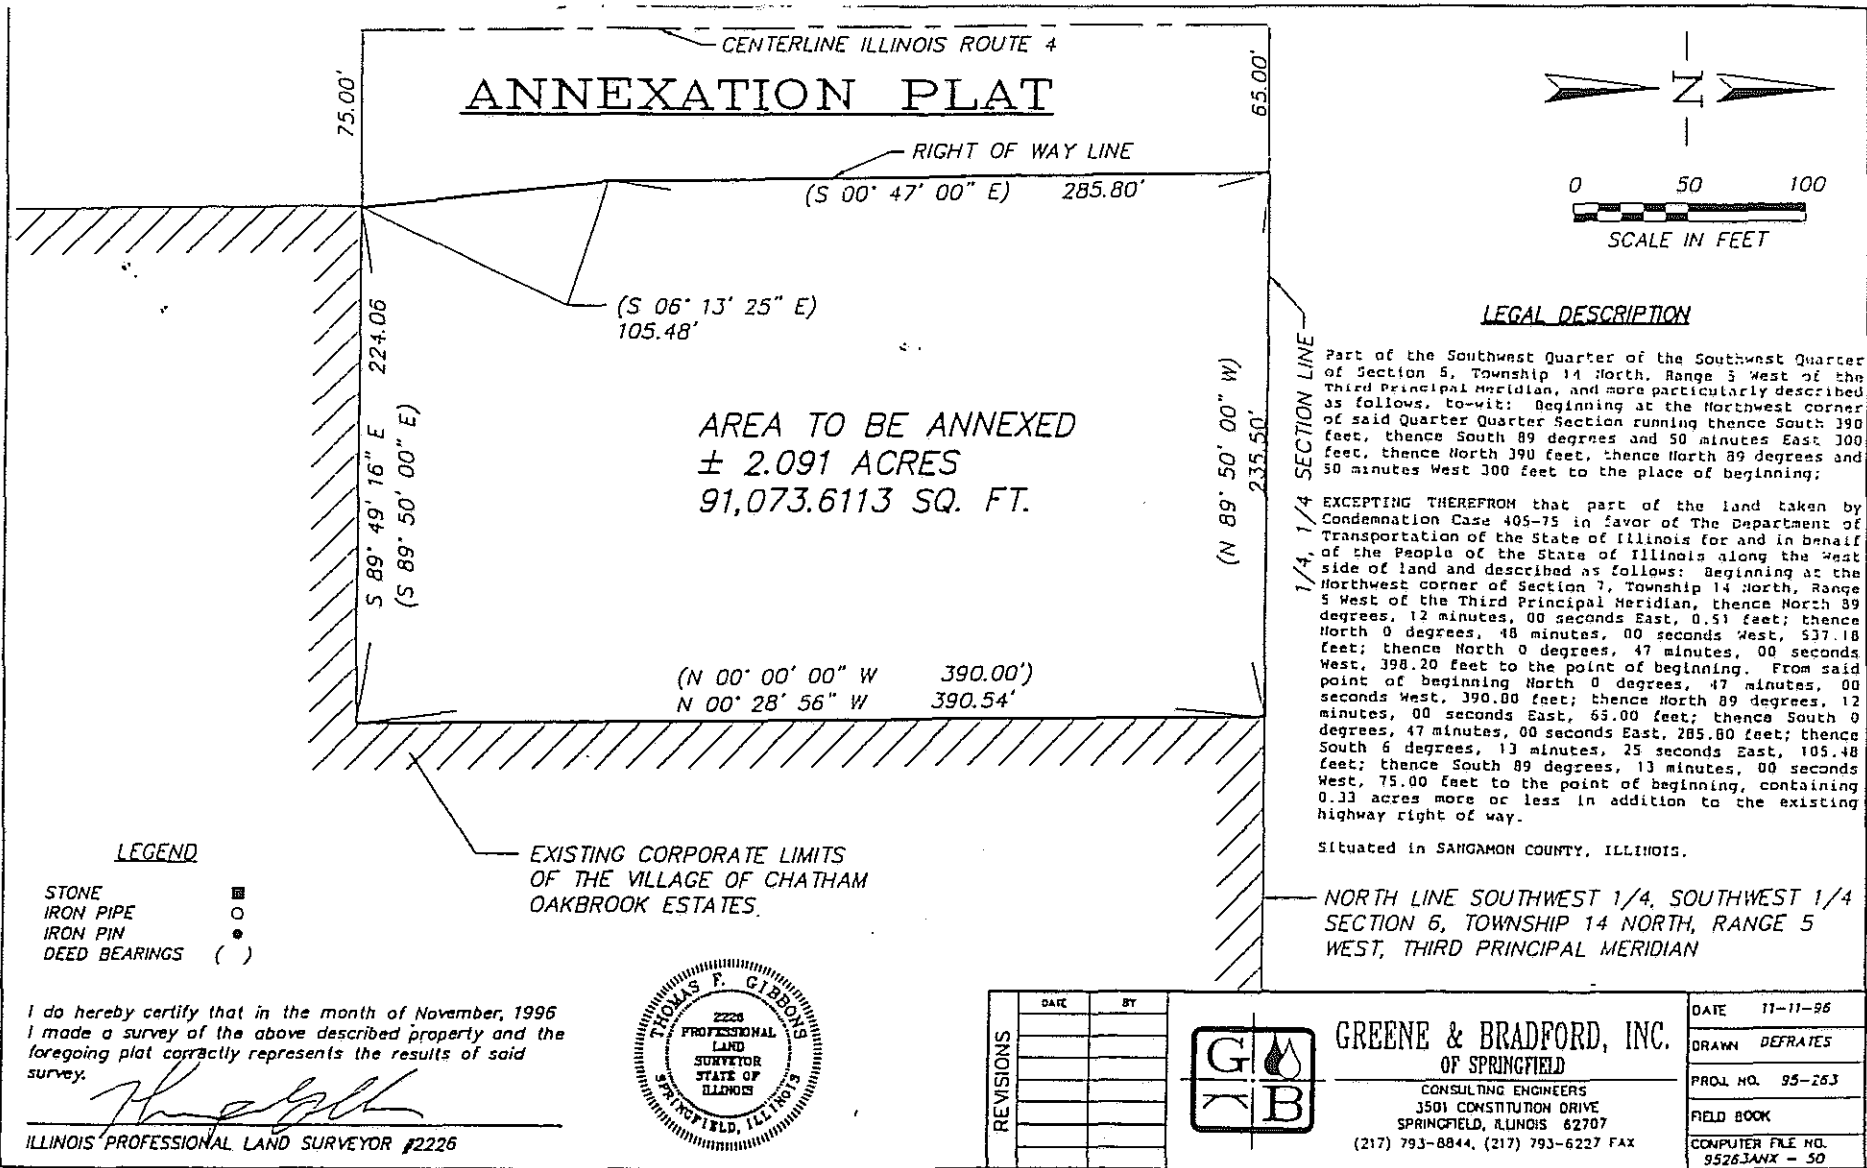 CENTERLINE ILLINOIS ROUTE 4
ANNEXATION PLAT
75.00'
65.00'
RIGHT OF WAY LINE
(S 00° 47' 00" E) 285.80'
N
0 50 100
SCALE IN FEET
(S 06° 13' 25" E)
105.48'
S 89° 49' 16" E 224.06
(S 89° 50' 00" E)
AREA TO BE ANNEXED
± 2.091 ACRES
91,073.6113 SQ. FT.
(N 89° 50' 00" W)
235.50'
1/4, 1/4 SECTION LINE
(N 00° 00' 00" W 390.00')
N 00° 28' 56" W 390.54'
LEGAL DESCRIPTION
Part of the Southwest Quarter of the Southwest Quarter
of Section 6, Township 14 North, Range 5 West of the
Third Principal Meridian, and more particularly described
as follows, to-wit: Beginning at the Northwest corner
of said Quarter Quarter Section running thence South 390
feet, thence South 89 degrees and 50 minutes East 300
feet, thence North 390 feet, thence North 89 degrees and
50 minutes West 300 feet to the place of beginning;
EXCEPTING THEREFROM that part of the land taken by
Condemnation Case 405-75 in favor of The Department of
Transportation of the State of Illinois for and in behalf
of the People of the State of Illinois along the West
side of land and described as follows: Beginning at the
Northwest corner of Section 7, Township 14 North, Range
5 West of the Third Principal Meridian, thence North 89
degrees, 12 minutes, 00 seconds East, 0.51 feet; thence
North 0 degrees, 48 minutes, 00 seconds West, 537.18
feet; thence North 0 degrees, 47 minutes, 00 seconds
West, 398.20 feet to the point of beginning. From said
point of beginning North 0 degrees, 47 minutes, 00
seconds West, 390.80 feet; thence North 89 degrees, 12
minutes, 00 seconds East, 65.00 feet; thence South 0
degrees, 47 minutes, 00 seconds East, 285.80 feet; thence
South 6 degrees, 13 minutes, 25 seconds East, 105.48
feet; thence South 89 degrees, 13 minutes, 00 seconds
West, 75.00 feet to the point of beginning, containing
0.33 acres more or less in addition to the existing
highway right of way.
Situated in SANGAMON COUNTY, ILLINOIS.
NORTH LINE SOUTHWEST 1/4, SOUTHWEST 1/4
SECTION 6, TOWNSHIP 14 NORTH, RANGE 5
WEST, THIRD PRINCIPAL MERIDIAN
EXISTING CORPORATE LIMITS
OF THE VILLAGE OF CHATHAM
OAKBROOK ESTATES.
LEGEND
STONE
IRON PIPE
IRON PIN
DEED BEARINGS ( )
I do hereby certify that in the month of November, 1996
I made a survey of the above described property and the
foregoing plat correctly represents the results of said
survey.
ILLINOIS PROFESSIONAL LAND SURVEYOR #2226
THOMAS F. GIBBONS
2226
PROFESSIONAL
LAND
SURVEYOR
STATE OF
ILLINOIS
SPRINGFIELD, ILLINOIS
REVISIONS
DATE BY
G
B
GREENE & BRADFORD, INC.
OF SPRINGFIELD
CONSULTING ENGINEERS
3501 CONSTITUTION DRIVE
SPRINGFIELD, ILLINOIS 62707
(217) 793-8844, (217) 793-6227 FAX
DATE 11-11-96
DRAWN DEFRATES
PROJ. NO. 95-263
FIELD BOOK
COMPUTER FILE NO.
95263ANX - 50